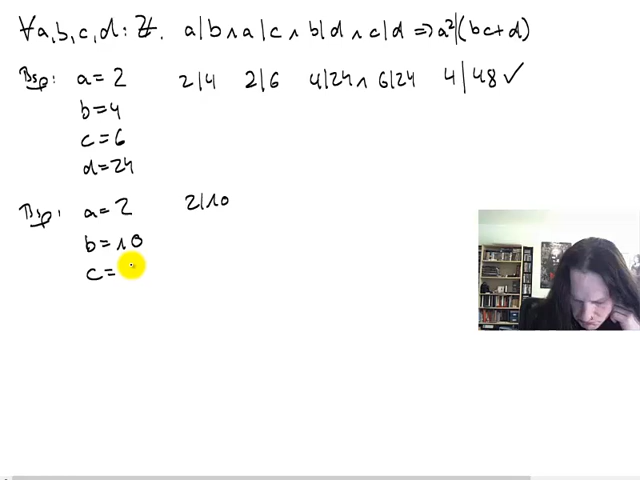 ∀a,b,c,d:ℤ. a|b∧a|c∧b|d∧c|d⇒a²|(bc+d)
Bsp: a=2 2|4 2|6 4|24∧6|24 4|48✓
b=4
c=6
d=24
Bsp: a=2 2|10
b=10
c=